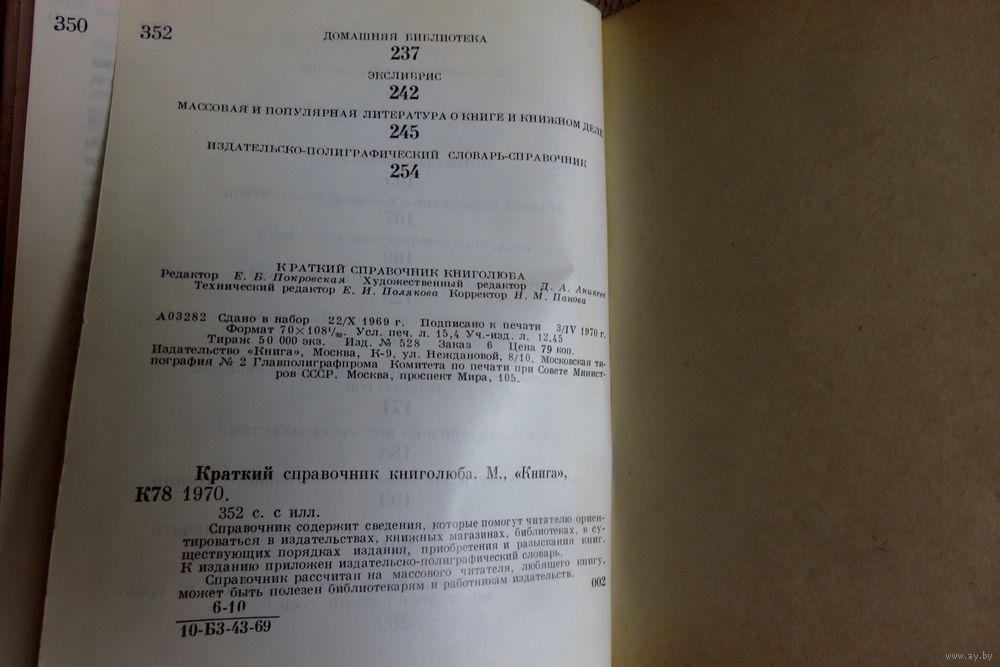 350
352
ДОМАШНЯЯ БИБЛИОТЕКА
237
ЭКСЛИБРИС
242
МАССОВАЯ И ПОПУЛЯРНАЯ ЛИТЕРАТУРА О КНИГЕ И КНИЖНОМ ДЕЛЕ
245
ИЗДАТЕЛЬСКО-ПОЛИГРАФИЧЕСКИЙ СЛОВАРЬ-СПРАВОЧНИК
254
КРАТКИЙ СПРАВОЧНИК КНИГОЛЮБА
Редактор Е. Б. Покровская Художественный редактор Д. А. Аникеев
Технический редактор Е. И. Полякова Корректор Н. М. Панова
А03282 Сдано в набор 22/X 1969 г. Подписано к печати 3/IV 1970 г.
Формат 70×108¹/₃₂. Усл. печ. л. 15,4 Уч.-изд. л. 12,45
Тираж 50 000 экз. Изд. № 528 Заказ 6 Цена 79 коп.
Издательство «Книга», Москва, К-9, ул. Неждановой, 8/10. Московская ти-
пография № 2 Главполиграфпрома Комитета по печати при Совете Минист-
ров СССР. Москва, проспект Мира, 105.
Краткий справочник книголюба. М., «Книга»,
К78 1970.
352 с. с илл.
Справочник содержит сведения, которые помогут читателю ориен-
тироваться в издательствах, книжных магазинах, библиотеках, в су-
ществующих порядках издания, приобретения и разыскания книг.
К изданию приложен издательско-полиграфический словарь.
Справочник рассчитан на массового читателя, любящего книгу,
может быть полезен библиотекарям и работникам издательств.
002
6-10
10-БЗ-43-69
www.ay.by